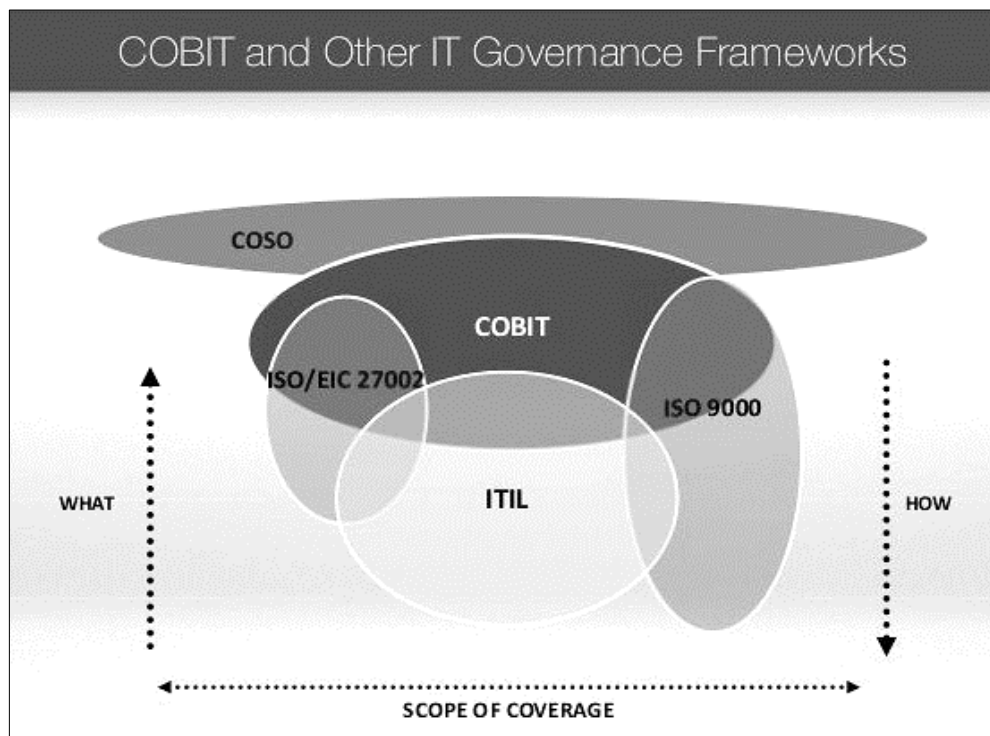 COBIT and Other IT Governance Frameworks
COSO
COBIT
ISO/EIC 27002
ISO 9000
ITIL
WHAT
HOW
SCOPE OF COVERAGE